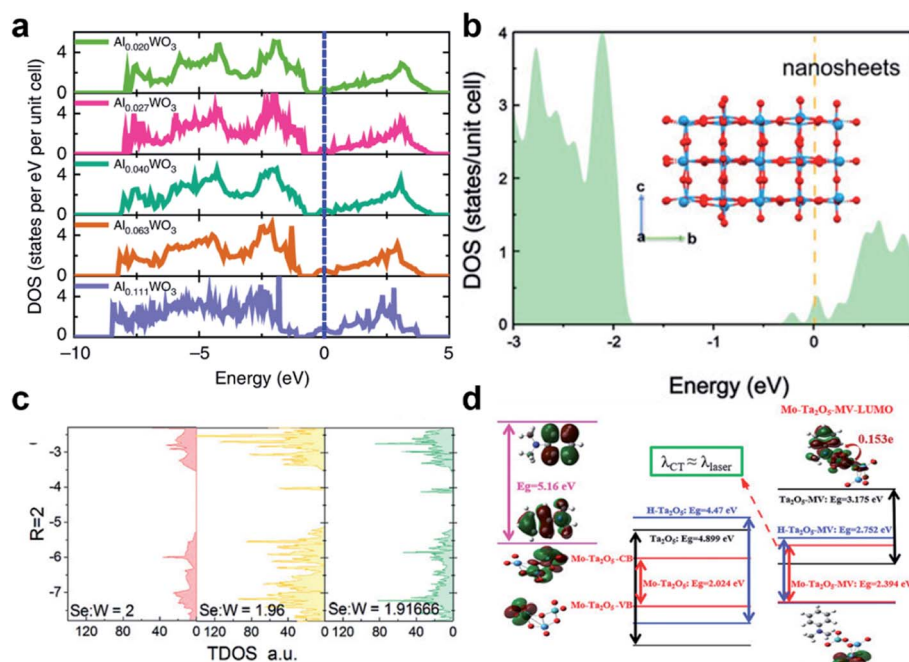 a
Al0.020WO3
Al0.027WO3
Al0.040WO3
Al0.063WO3
Al0.111WO3
4
0
4
0
4
0
4
0
4
0
DOS (states per eV per unit cell)
−10
−5
0
5
Energy (eV)
b
nanosheets
c
a
b
4
3
2
1
0
DOS (states/unit cell)
-3
-2
-1
0
Energy (eV)
c
-3
-5
-6
-7
R=2
Se:W = 2
Se:W = 1.96
Se:W = 1.91666
120
80
40
0
120
80
40
0
120
80
40
0
TDOS a.u.
d
Mo-Ta2O5-MV-LUMO
0.153e
λCT ≈ λlaser
Eg=5.16 eV
Ta2O5-MV: Eg=3.175 eV
H-Ta2O5: Eg=4.47 eV
H-Ta2O5-MV: Eg=2.752 eV
Ta2O5: Eg=4.899 eV
Mo-Ta2O5-CB
Mo-Ta2O5: Eg=2.024 eV
Mo-Ta2O5-MV: Eg=2.394 eV
Mo-Ta2O5-VB